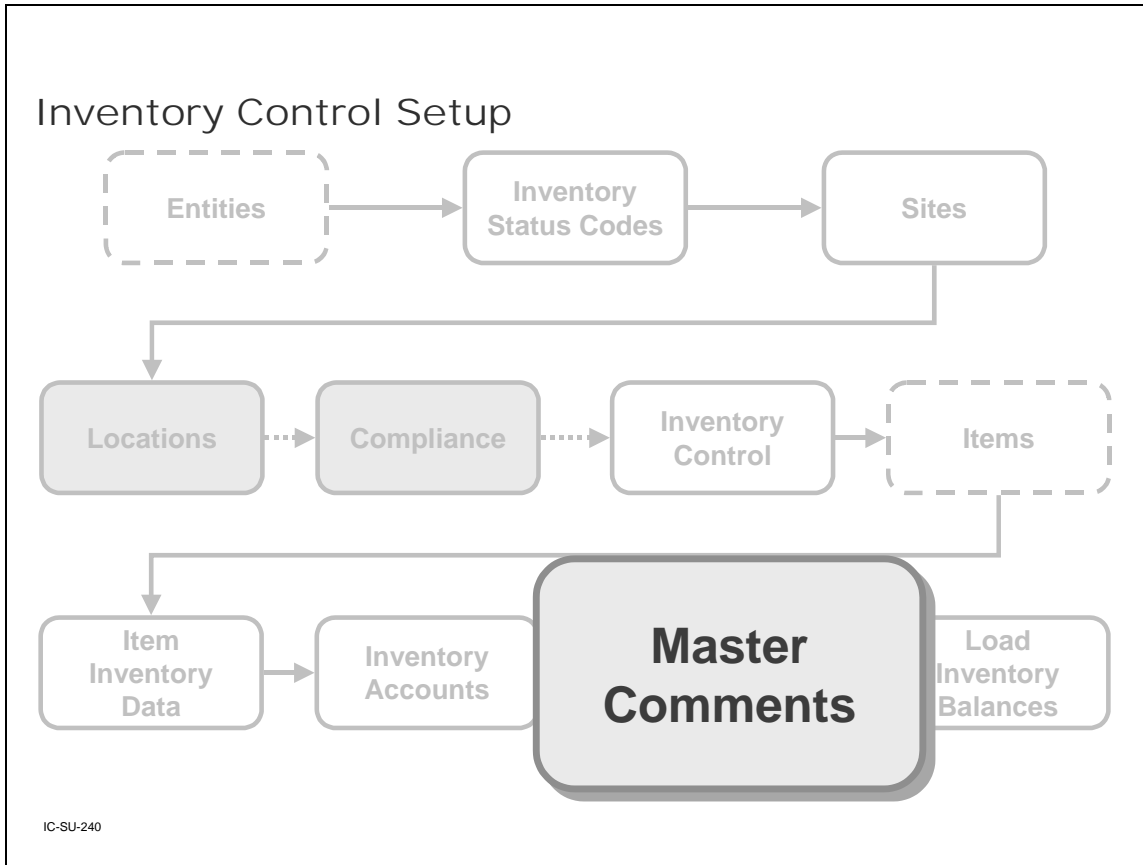 Inventory Control Setup
Entities
Inventory
Status Codes
Sites
Locations
Compliance
Inventory
Control
Items
Item
Inventory
Data
Inventory
Accounts
Master
Comments
Load
Inventory
Balances
IC-SU-240